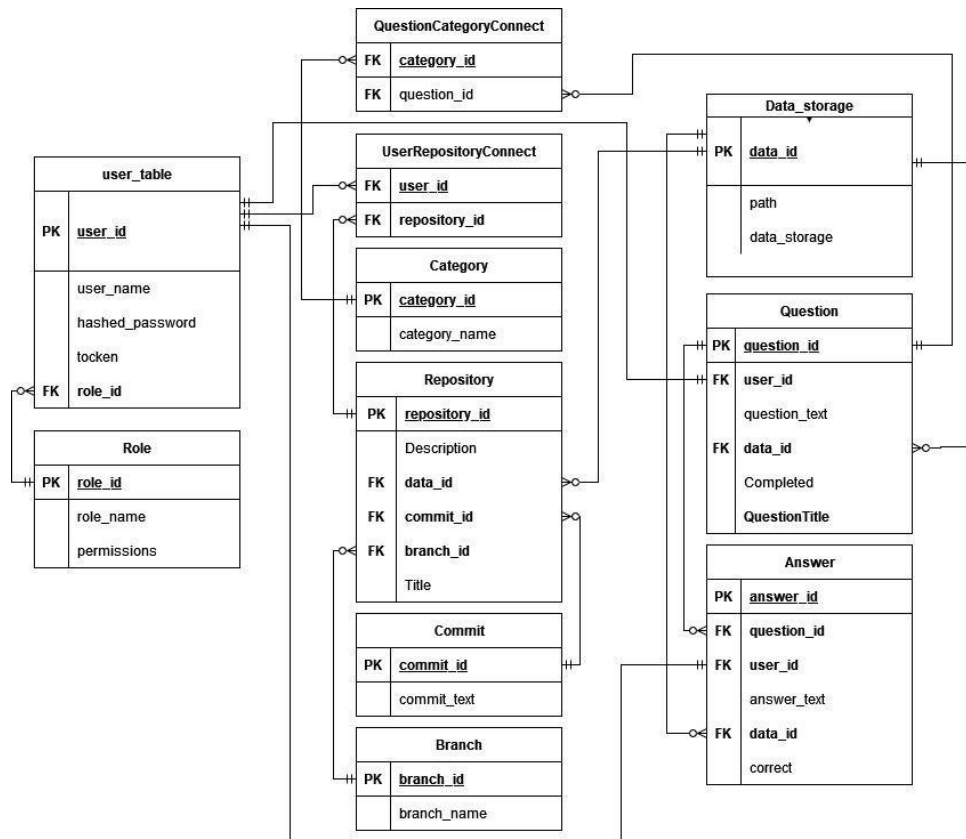 QuestionCategoryConnect
FK category_id
FK question_id
Data_storage
PK data_id
path
data_storage
UserRepositoryConnect
FK user_id
FK repository_id
user_table
PK user_id
user_name
hashed_password
tocken
FK role_id
Category
PK category_id
category_name
Question
PK question_id
FK user_id
question_text
FK data_id
Completed
QuestionTitle
Repository
PK repository_id
Description
FK data_id
FK commit_id
FK branch_id
Title
Role
PK role_id
role_name
permissions
Answer
PK answer_id
FK question_id
FK user_id
answer_text
FK data_id
correct
Commit
PK commit_id
commit_text
Branch
PK branch_id
branch_name